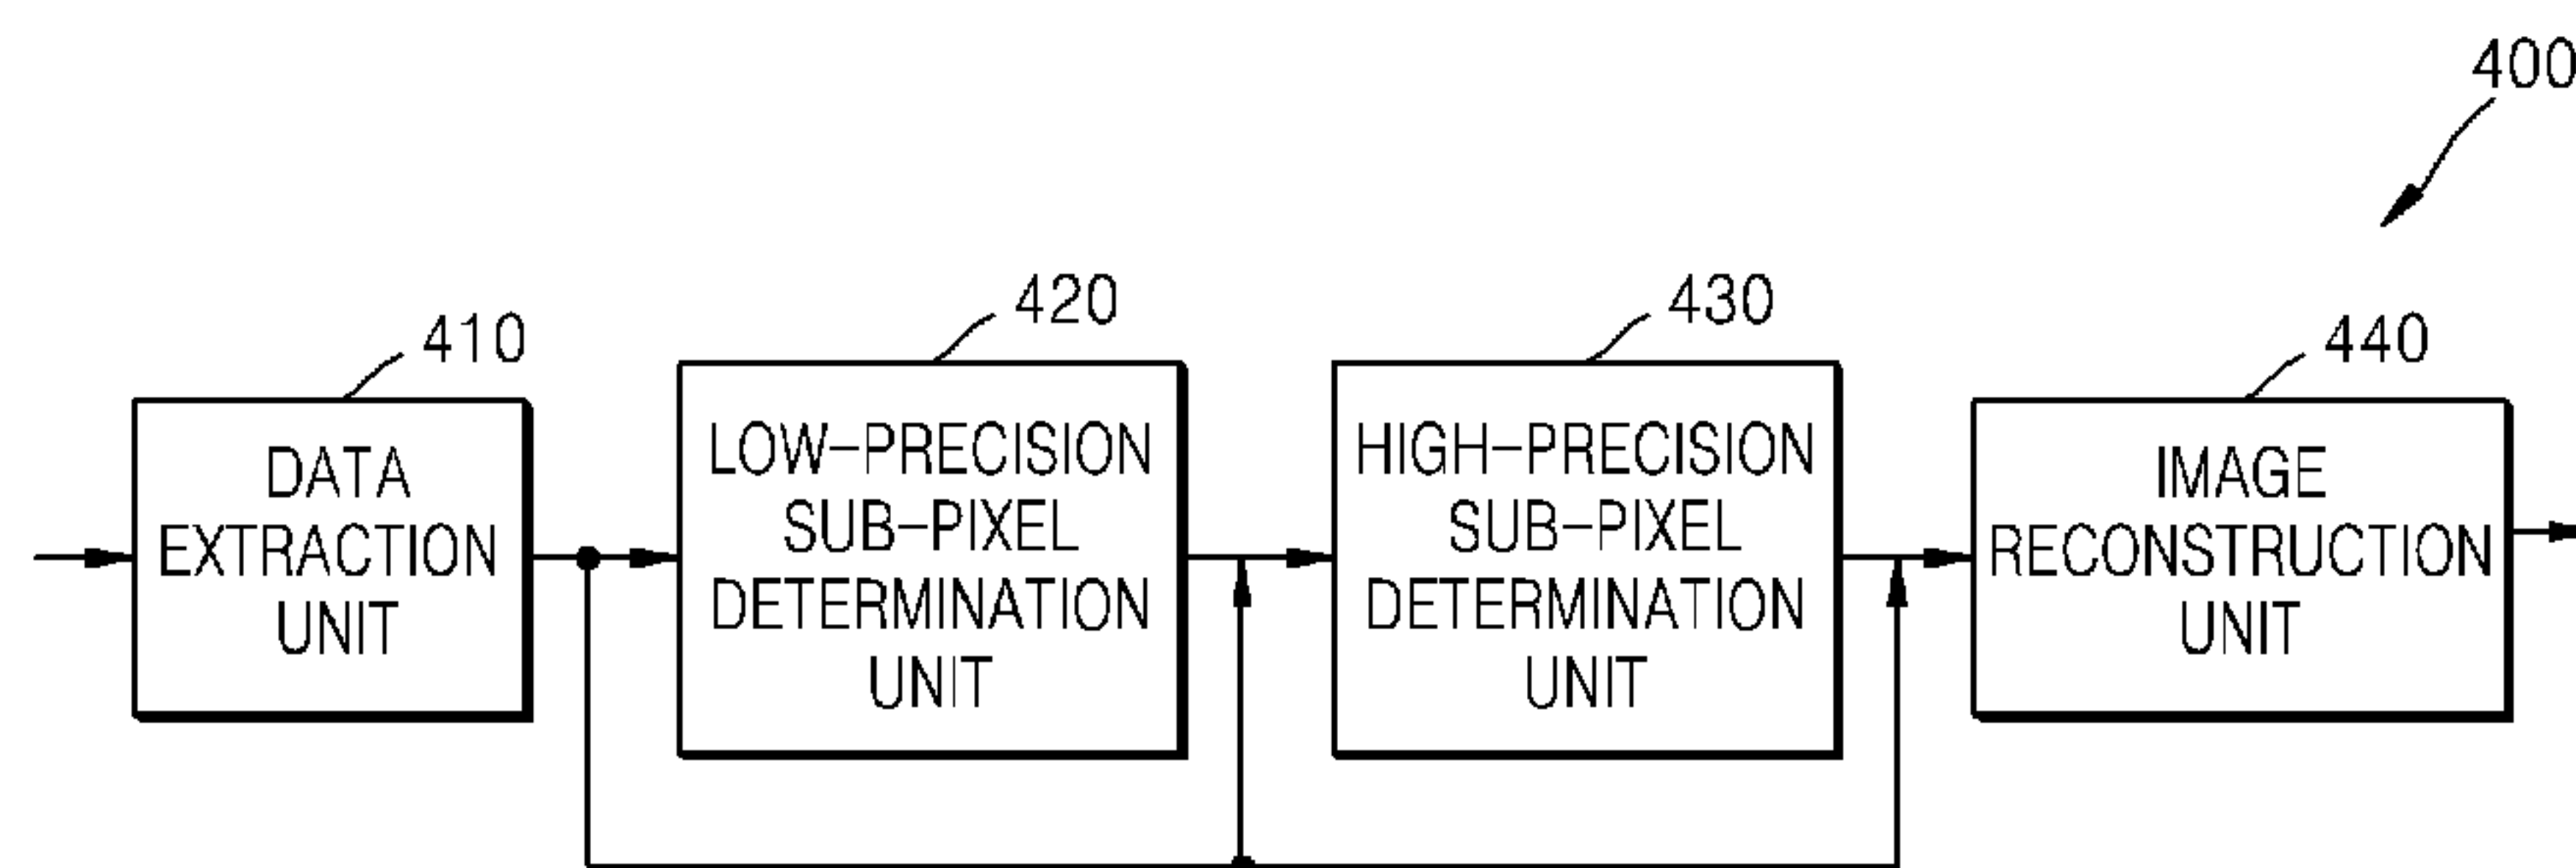 400
410
DATA
EXTRACTION
UNIT
420
LOW-PRECISION
SUB-PIXEL
DETERMINATION
UNIT
430
HIGH-PRECISION
SUB-PIXEL
DETERMINATION
UNIT
440
IMAGE
RECONSTRUCTION
UNIT